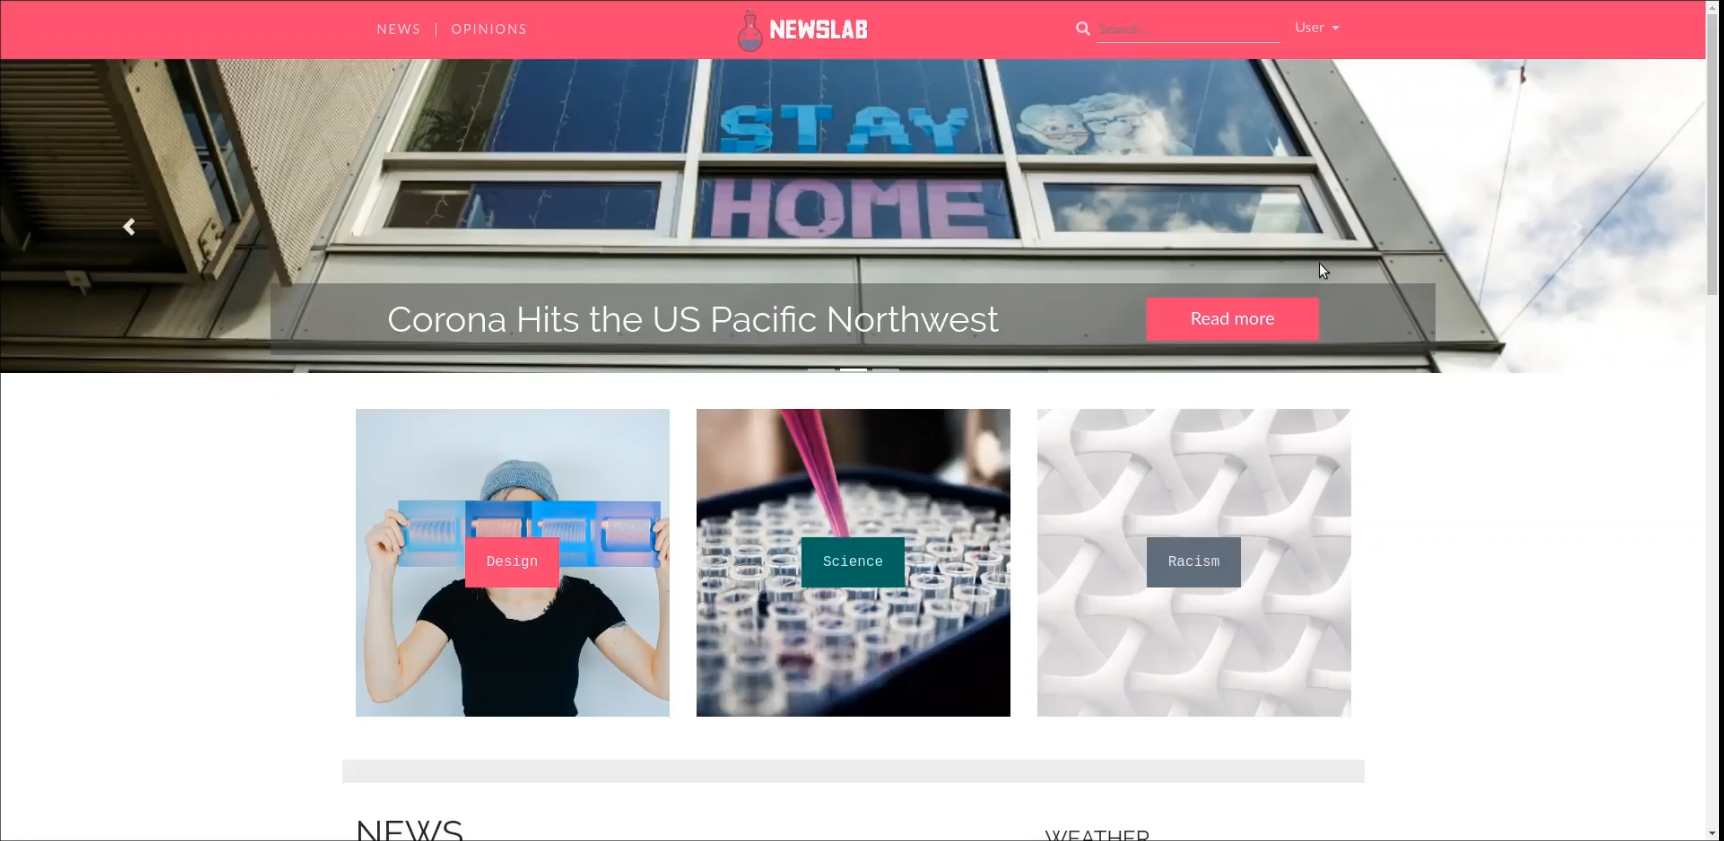 NEWS | OPINIONS
NEWSLAB
Search...
User
STAY
HOME
Corona Hits the US Pacific Northwest
Read more
Design
Science
Racism
NEWS
WEATHER